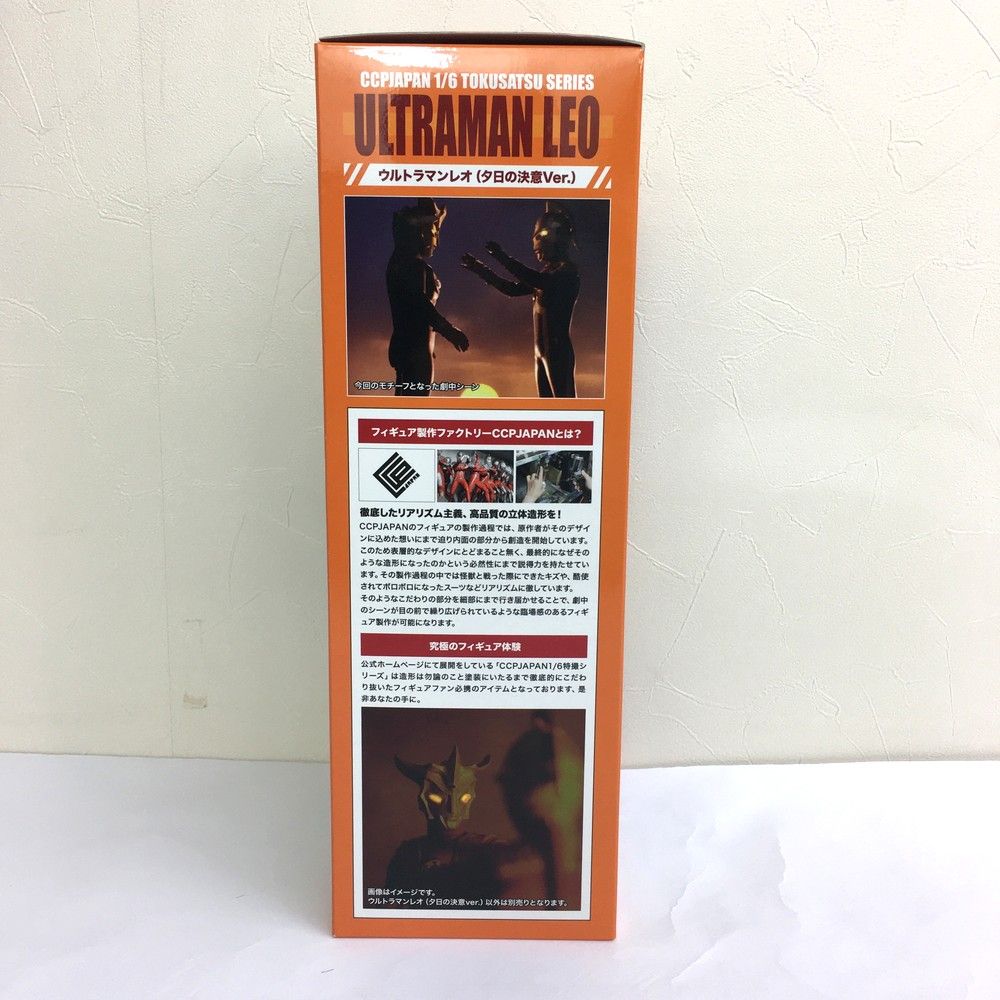 CCPJAPAN 1/6 TOKUSATSU SERIES
ULTRAMAN LEO
ウルトラマンレオ（夕日の決意Ver.）
今回のモチーフとなった劇中シーン
フィギュア製作ファクトリーCCPJAPANとは？
JAPAN
徹底したリアリズム主義、高品質の立体造形を！
CCPJAPANのフィギュアの製作過程では、原作者がそのデザイ
ンに込めた想いにまで迫り内面の部分から創造を開始しています。
このため表層的なデザインにとどまること無く、最終的になぜその
ような造形になったのかという必然性にまで説得力を持たせてい
ます。その製作過程の中では怪獣と戦った際にできたキズや、酷使
されてボロボロになったスーツなどリアリズムに徹しています。
そのようなこだわりの部分を細部にまで行き届かせることで、劇中
のシーンが目の前で繰り広げられているような臨場感のあるフィギ
ュア製作が可能になります。
究極のフィギュア体験
公式ホームページにて展開をしている「CCPJAPAN1/6特撮シ
リーズ」は造形は勿論のこと塗装にいたるまで徹底的にこだわ
り抜いたフィギュアファン必携のアイテムとなっております、是
非あなたの手に。
画像はイメージです。
ウルトラマンレオ（夕日の決意ver.）以外は別売りとなります。